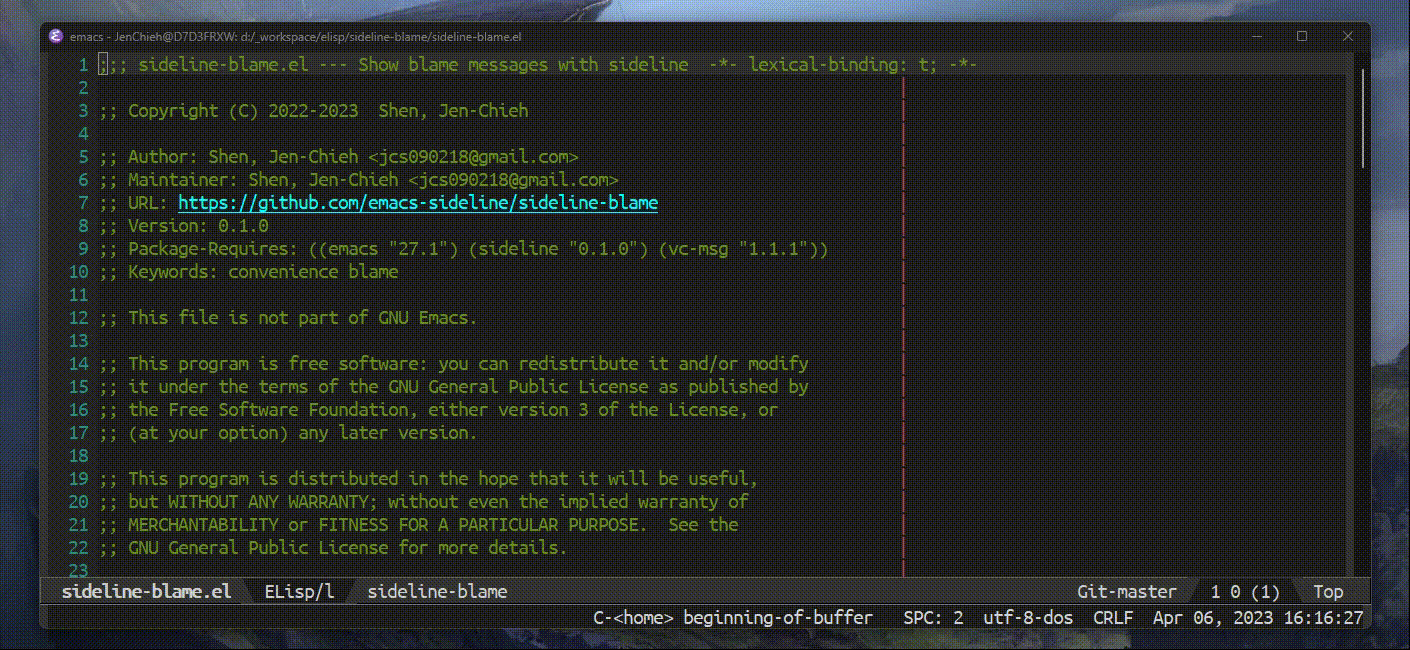 emacs - JenChieh@D7D3FRXW: d:/_workspace/elisp/sideline-blame/sideline-blame.el
1 ;;; sideline-blame.el --- Show blame messages with sideline  -*- lexical-binding: t; -*-
2
3 ;; Copyright (C) 2022-2023  Shen, Jen-Chieh
4
5 ;; Author: Shen, Jen-Chieh <jcs090218@gmail.com>
6 ;; Maintainer: Shen, Jen-Chieh <jcs090218@gmail.com>
7 ;; URL: https://github.com/emacs-sideline/sideline-blame
8 ;; Version: 0.1.0
9 ;; Package-Requires: ((emacs "27.1") (sideline "0.1.0") (vc-msg "1.1.1"))
10 ;; Keywords: convenience blame
11
12 ;; This file is not part of GNU Emacs.
13
14 ;; This program is free software: you can redistribute it and/or modify
15 ;; it under the terms of the GNU General Public License as published by
16 ;; the Free Software Foundation, either version 3 of the License, or
17 ;; (at your option) any later version.
18
19 ;; This program is distributed in the hope that it will be useful,
20 ;; but WITHOUT ANY WARRANTY; without even the implied warranty of
21 ;; MERCHANTABILITY or FITNESS FOR A PARTICULAR PURPOSE.  See the
22 ;; GNU General Public License for more details.
23
sideline-blame.el ELisp/l sideline-blame Git-master 1 0 (1) Top
C-<home> beginning-of-buffer SPC: 2 utf-8-dos CRLF Apr 06, 2023 16:16:27